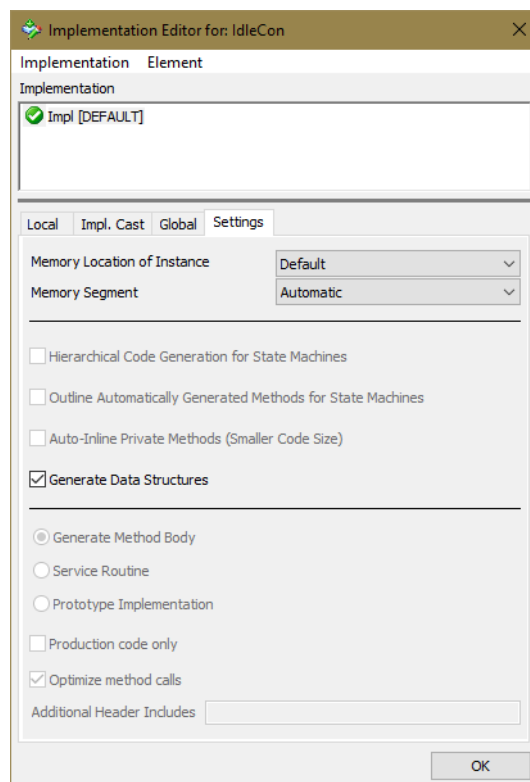 Implementation Editor for: IdleCon
Implementation Element
Implementation
Impl [DEFAULT]
Local Impl. Cast Global Settings
Memory Location of Instance Default
Memory Segment Automatic
Hierarchical Code Generation for State Machines
Outline Automatically Generated Methods for State Machines
Auto-Inline Private Methods (Smaller Code Size)
Generate Data Structures
Generate Method Body
Service Routine
Prototype Implementation
Production code only
Optimize method calls
Additional Header Includes
OK